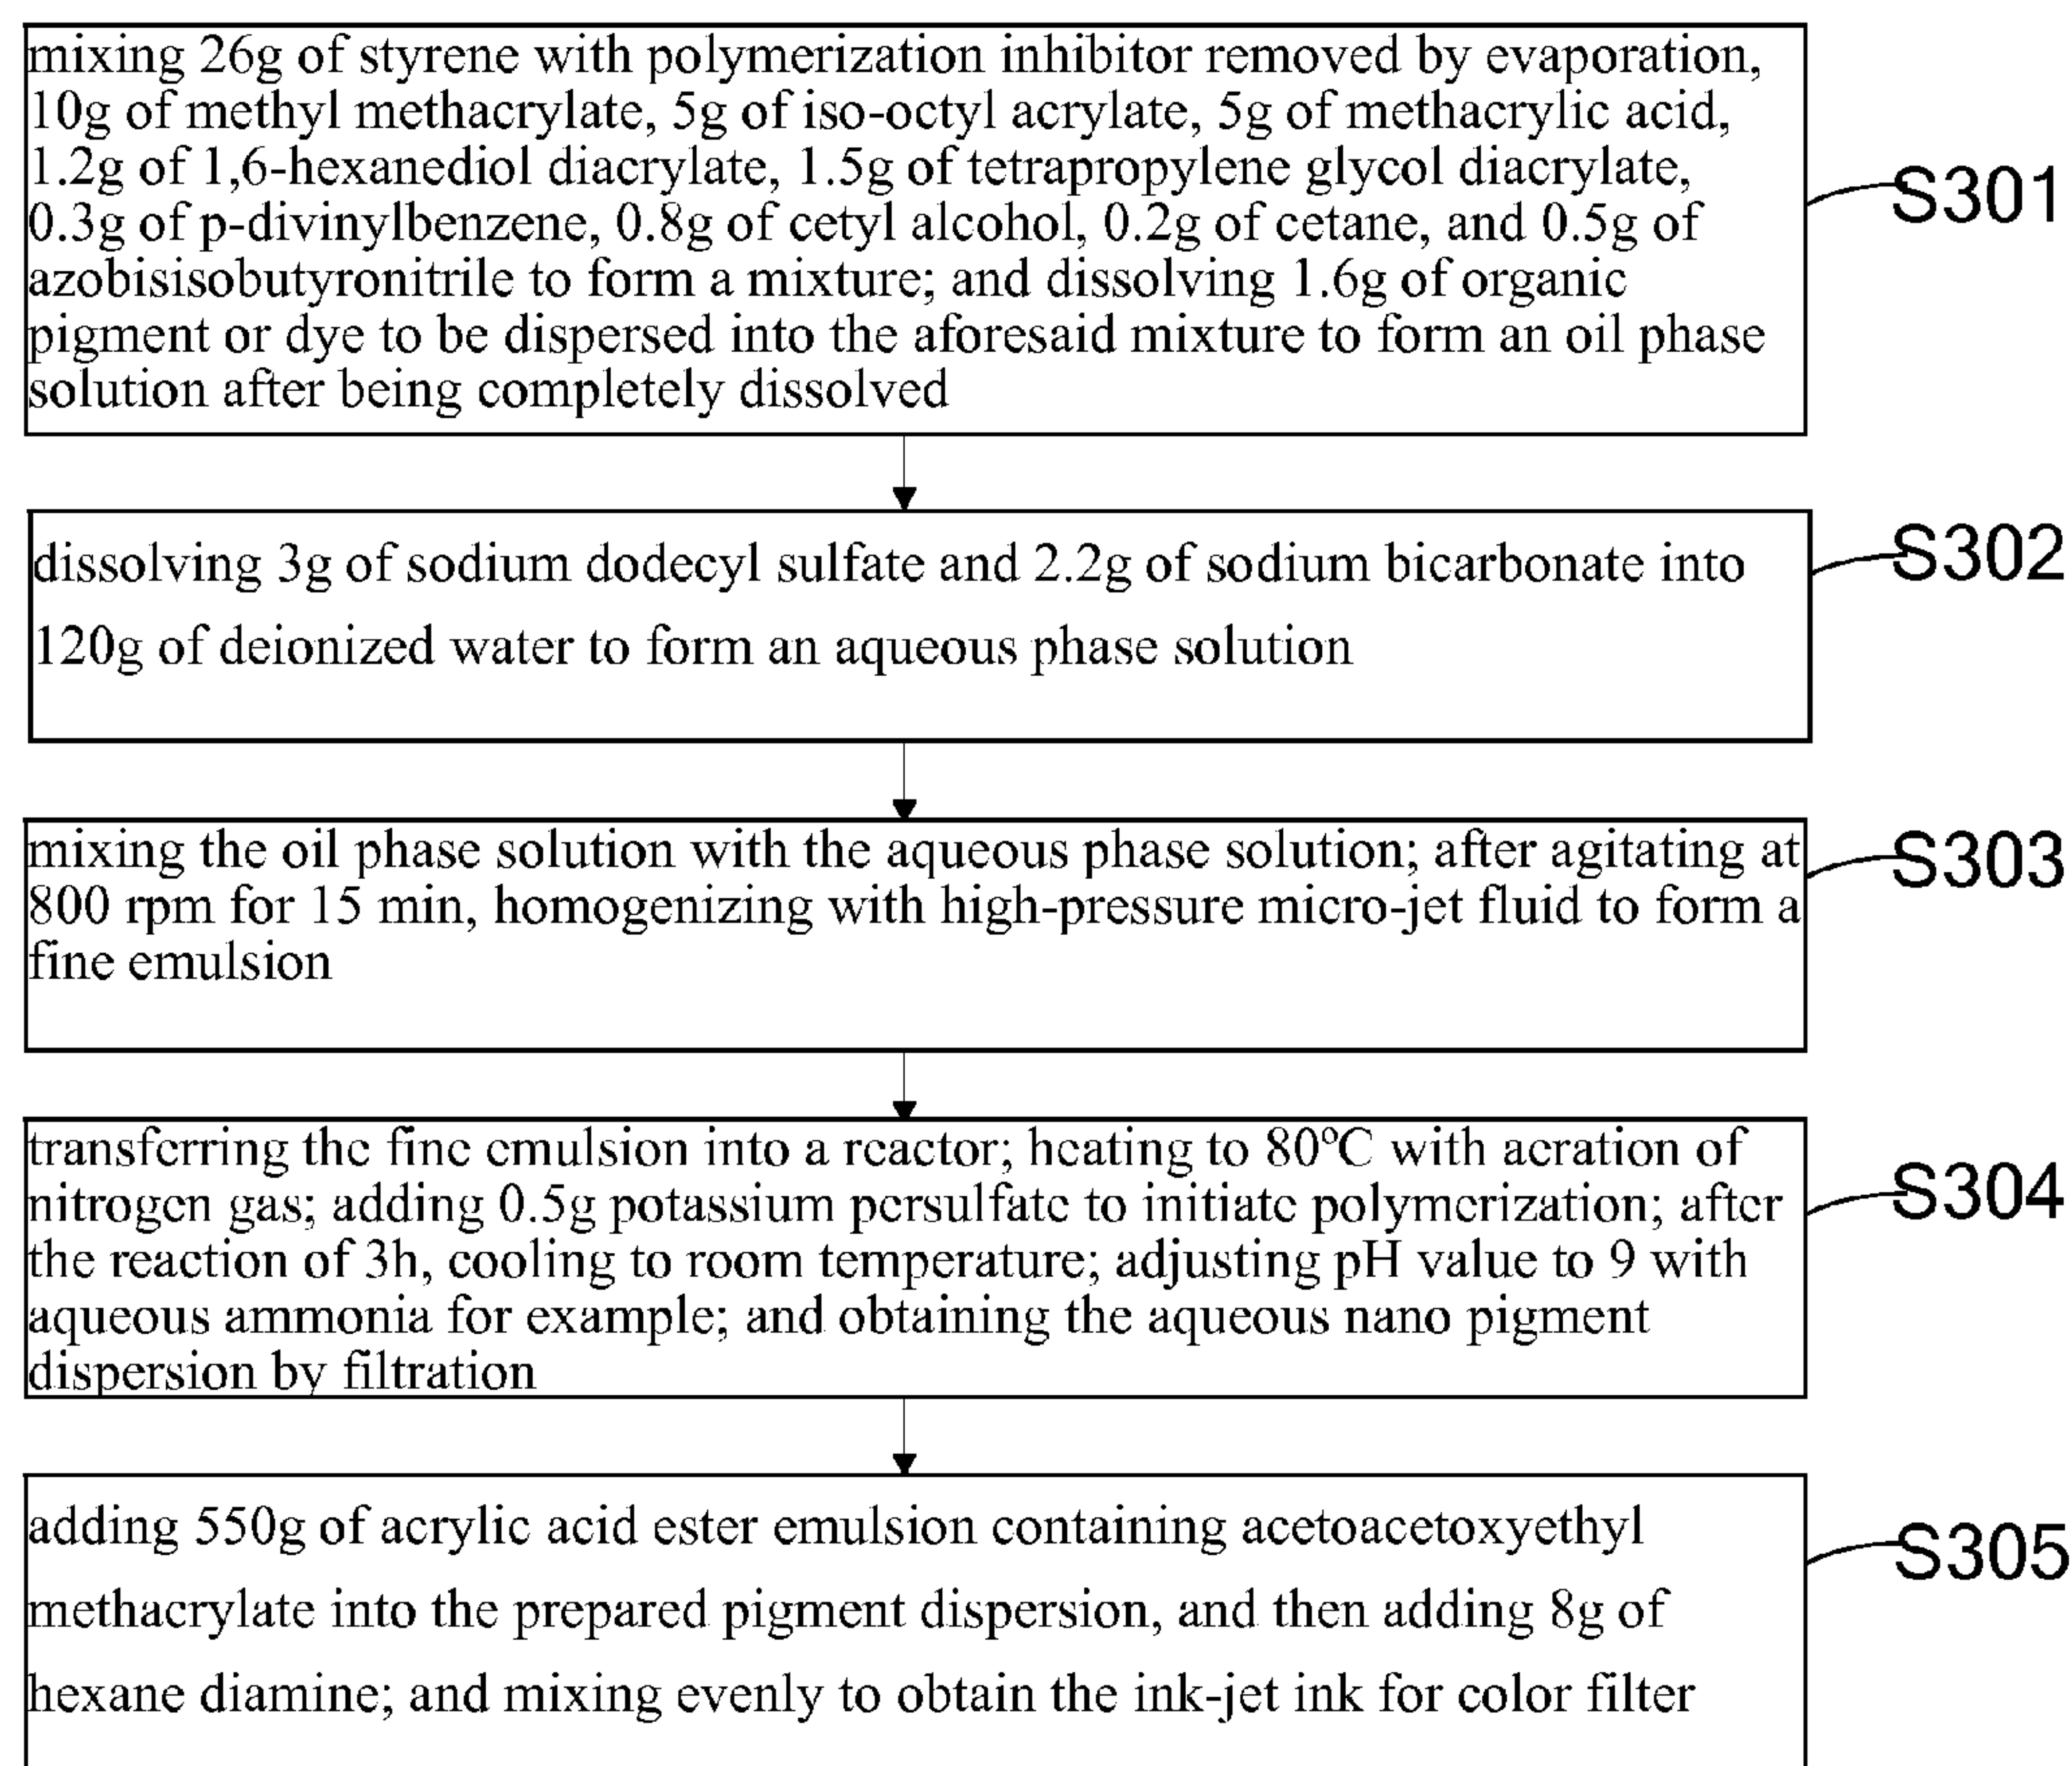 mixing 26g of styrene with polymerization inhibitor removed by evaporation,
10g of methyl methacrylate, 5g of iso-octyl acrylate, 5g of methacrylic acid,
1.2g of 1,6-hexanediol diacrylate, 1.5g of tetrapropylene glycol diacrylate,
0.3g of p-divinylbenzene, 0.8g of cetyl alcohol, 0.2g of cetane, and 0.5g of
azobisisobutyronitrile to form a mixture; and dissolving 1.6g of organic
pigment or dye to be dispersed into the aforesaid mixture to form an oil phase
solution after being completely dissolved
S301
dissolving 3g of sodium dodecyl sulfate and 2.2g of sodium bicarbonate into
120g of deionized water to form an aqueous phase solution
S302
mixing the oil phase solution with the aqueous phase solution; after agitating at
800 rpm for 15 min, homogenizing with high-pressure micro-jet fluid to form a
fine emulsion
S303
transferring the fine emulsion into a reactor; heating to 80ºC with aeration of
nitrogen gas; adding 0.5g potassium persulfate to initiate polymerization; after
the reaction of 3h, cooling to room temperature; adjusting pH value to 9 with
aqueous ammonia for example; and obtaining the aqueous nano pigment
dispersion by filtration
S304
adding 550g of acrylic acid ester emulsion containing acetoacetoxyethyl
methacrylate into the prepared pigment dispersion, and then adding 8g of
hexane diamine; and mixing evenly to obtain the ink-jet ink for color filter
S305